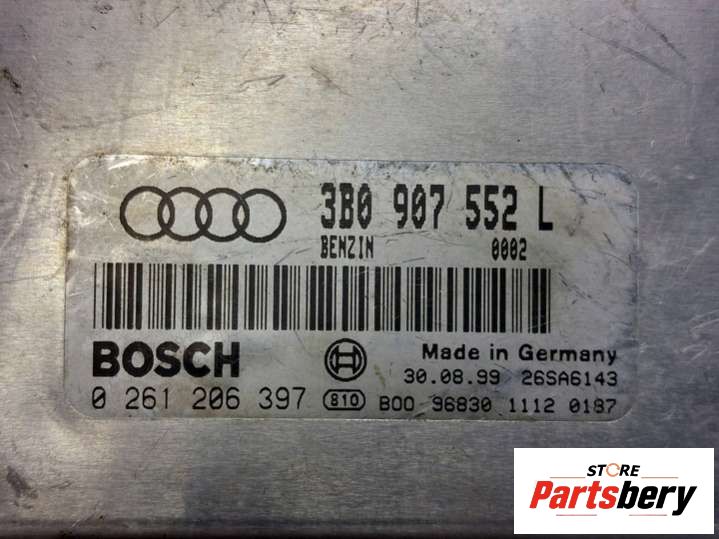 3B0 907 552 L
BENZIN 0002
BOSCH Made in Germany
30.08.99 26SA6143
0 261 206 397 810 B00 96830 1112 0187
STORE
Partsbery